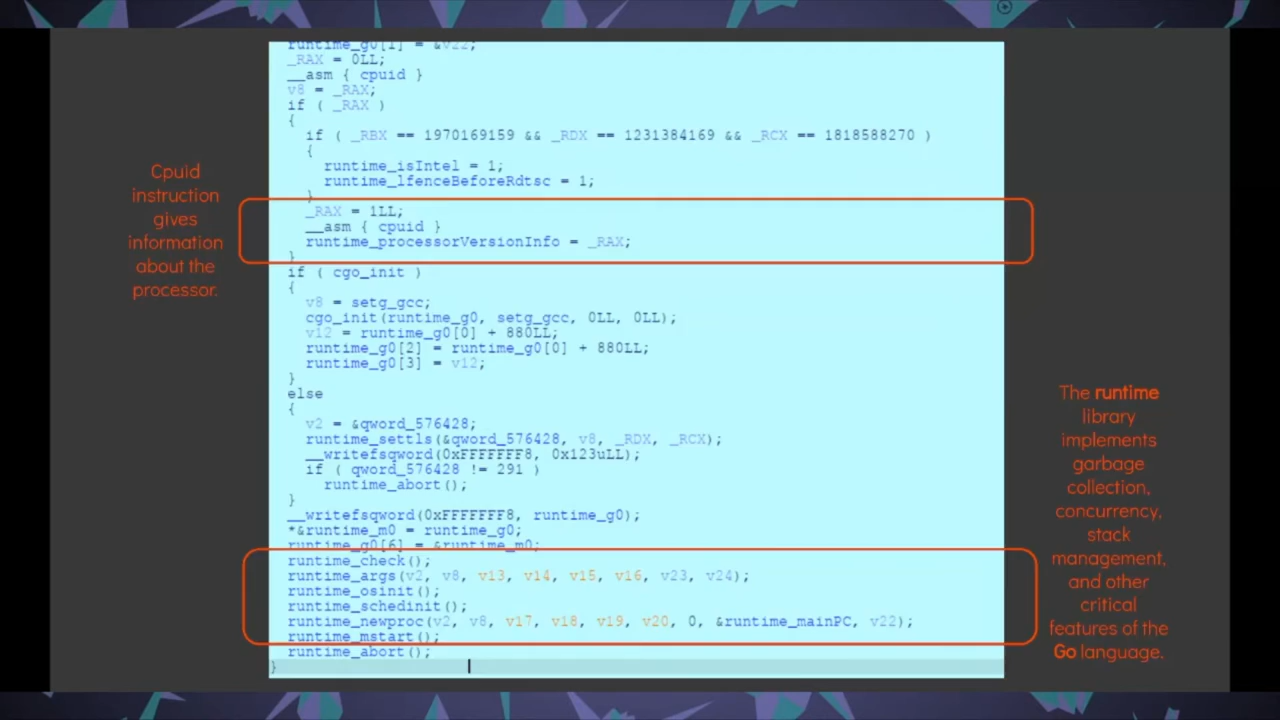 runtime_g0[1] = &v22;
_RAX = 0LL;
__asm { cpuid }
v8 = _RAX;
if ( _RAX )
{
if ( _RBX == 1970169159 && _RDX == 1231384169 && _RCX == 1818588270 )
{
runtime_isIntel = 1;
runtime_lfenceBeforeRdtsc = 1;
}
_RAX = 1LL;
__asm { cpuid }
runtime_processorVersionInfo = _RAX;
}
if ( cgo_init )
{
v8 = setg_gcc;
cgo_init(runtime_g0, setg_gcc, 0LL, 0LL);
v12 = runtime_g0[0] + 880LL;
runtime_g0[2] = runtime_g0[0] + 880LL;
runtime_g0[3] = v12;
}
else
{
v2 = &qword_576428;
runtime_settls(&qword_576428, v8, _RDX, _RCX);
__writefsqword(0xFFFFFFF8, 0x123uLL);
if ( qword_576428 != 291 )
runtime_abort();
}
__writefsqword(0xFFFFFFF8, runtime_g0);
*&runtime_m0 = runtime_g0;
runtime_g0[6] = &runtime_m0;
runtime_check();
runtime_args(v2, v8, v13, v14, v15, v16, v23, v24);
runtime_osinit();
runtime_schedinit();
runtime_newproc(v2, v8, v17, v18, v19, v20, 0, &runtime_mainPC, v22);
runtime_mstart();
runtime_abort();
}
Cpuid
instruction
gives
information
about the
processor.
The runtime
library
implements
garbage
collection,
concurrency,
stack
management,
and other
critical
features of the
Go language.